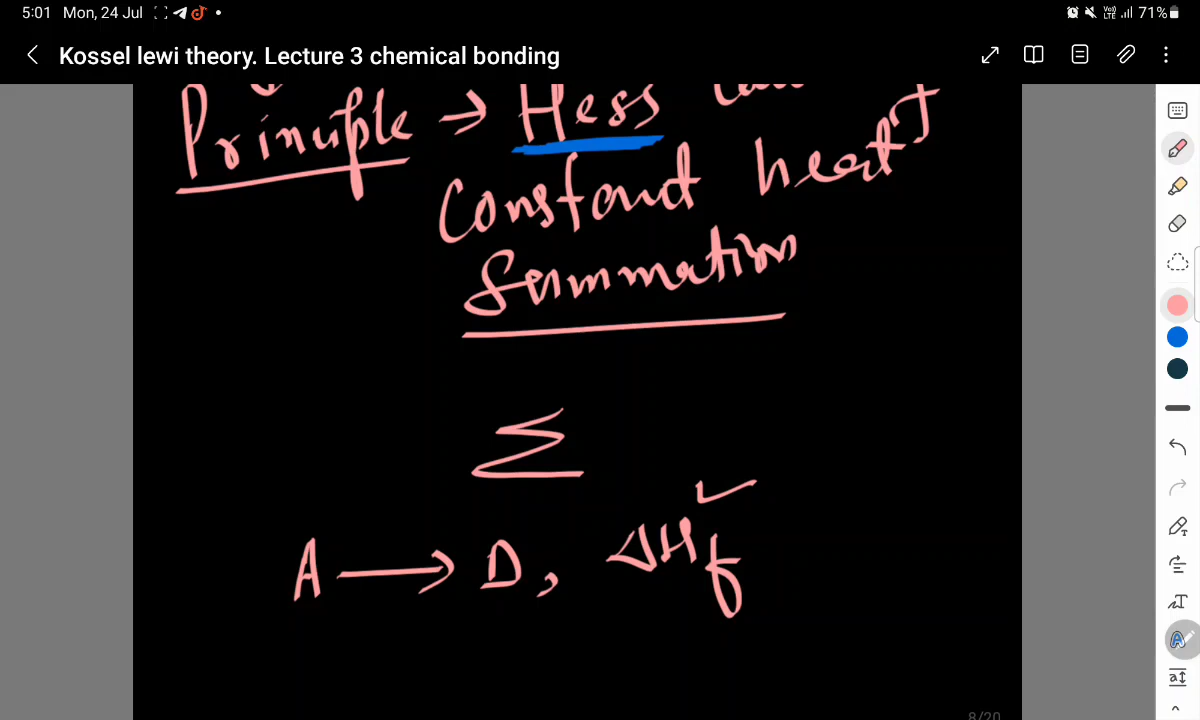 5:01 Mon, 24 Jul 71%
Kossel lewi theory. Lecture 3 chemical bonding
Principle → Hess
Constant heat
Summation
Σ
A → D, ΔHf ✓
8/20